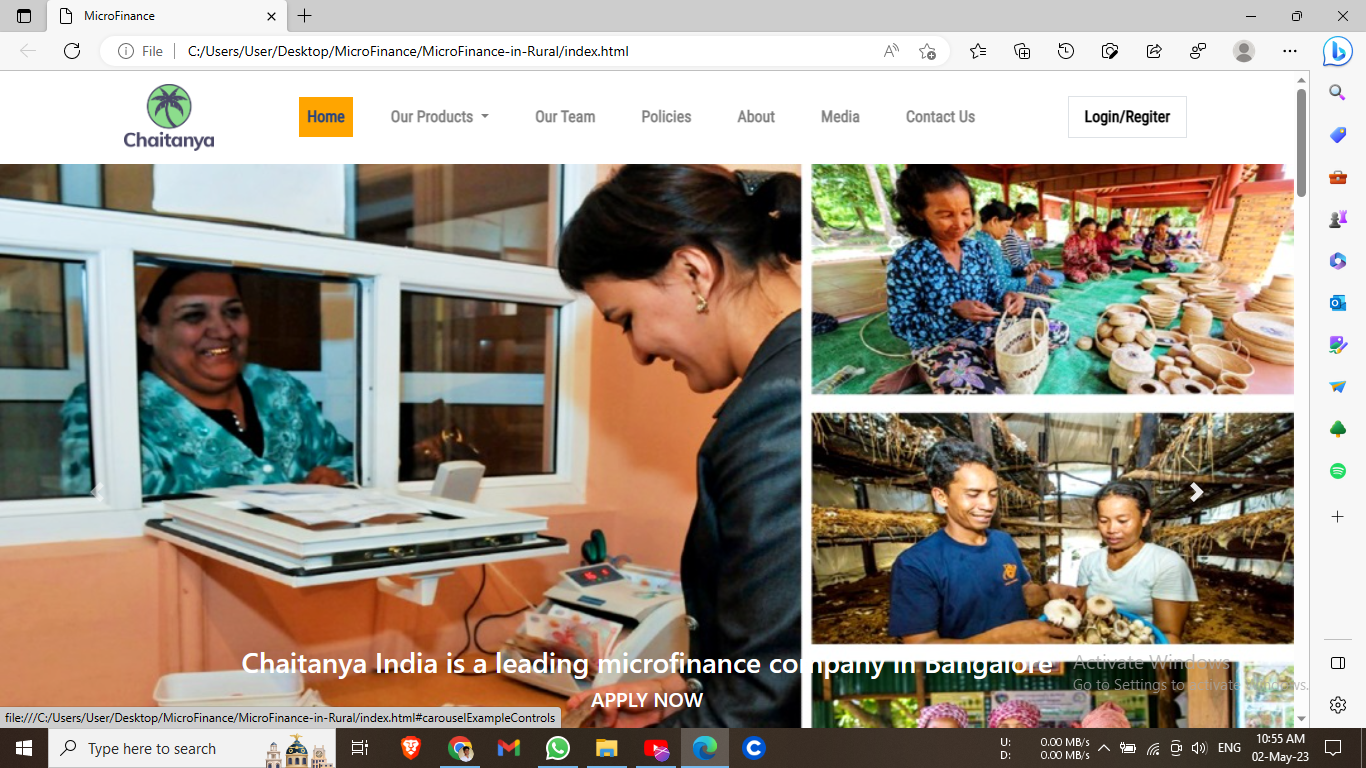 MicroFinance
File
C:/Users/User/Desktop/MicroFinance/MicroFinance-in-Rural/index.html
Chaitanya
Home
Our Products
Our Team
Policies
About
Media
Contact Us
Login/Regiter
Chaitanya India is a leading microfinance company in Bangalore
APPLY NOW
Activate Windows
Go to Settings to activate Windows.
file:///C:/Users/User/Desktop/MicroFinance/MicroFinance-in-Rural/index.html#carouselExampleControls
Type here to search
U: 0.00 MB/s
D: 0.00 MB/s
ENG
10:55 AM
02-May-23